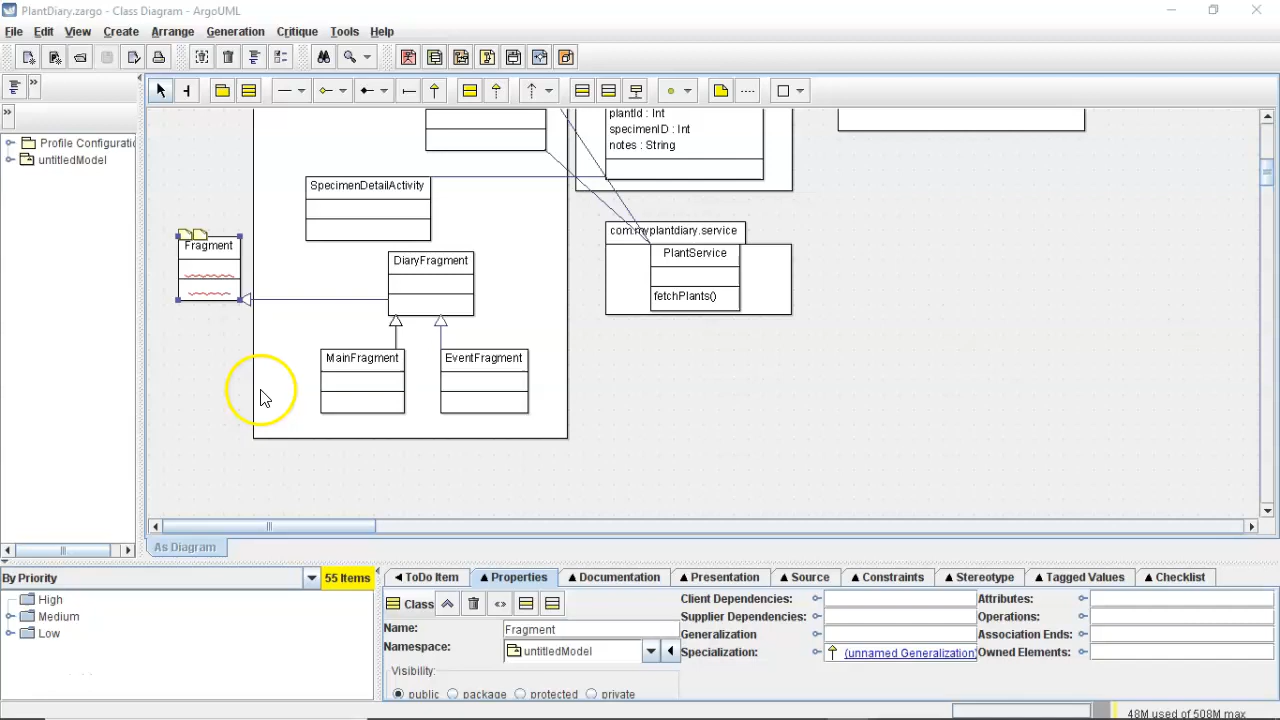 PlantDiary.zargo - Class Diagram - ArgoUML
File Edit View Create Arrange Generation Critique Tools Help
Profile Configurati
untitledModel
plantId : Int
specimenID : Int
notes : String
SpecimenDetailActivity
com.myplantdiary.service
PlantService
fetchPlants()
Fragment
DiaryFragment
MainFragment
EventFragment
As Diagram
By Priority
55 Items
High
Medium
Low
ToDo Item Properties Documentation Presentation Source Constraints Stereotype Tagged Values Checklist
Class
Name: Fragment
Namespace: untitledModel
Visibility:
public package protected private
Client Dependencies:
Supplier Dependencies:
Generalization
Specialization: (unnamed Generalization)
Attributes:
Operations:
Association Ends:
Owned Elements:
48M used of 508M max